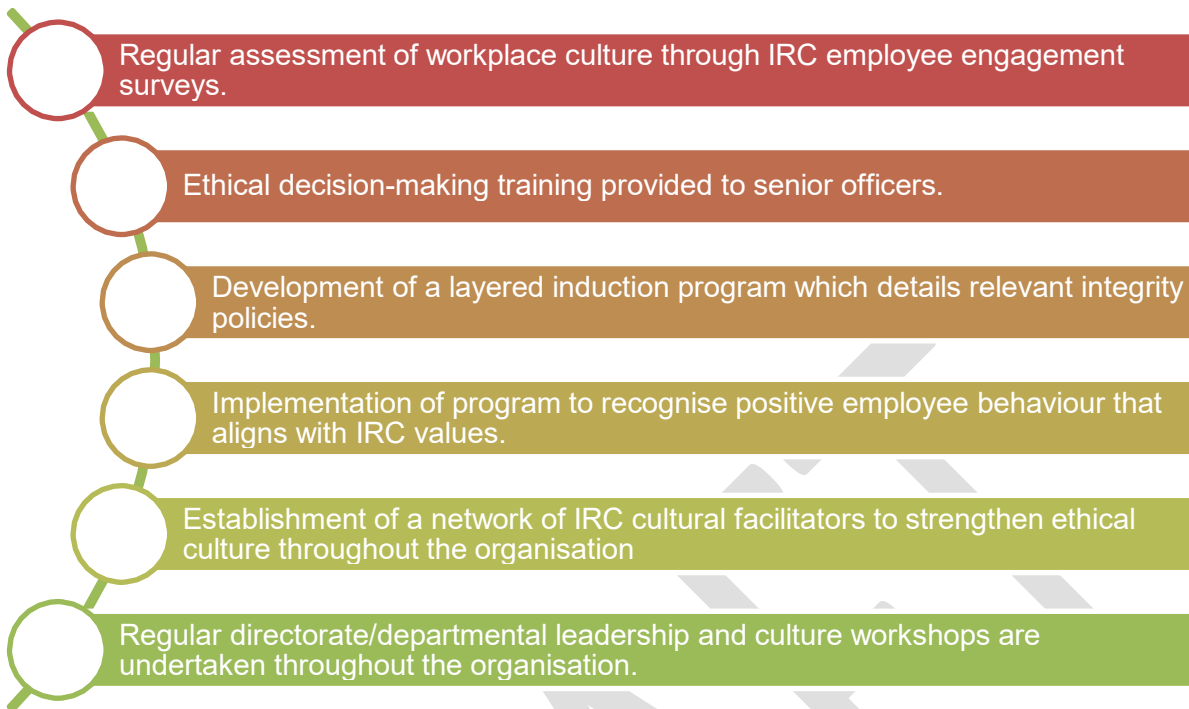 Regular assessment of workplace culture through IRC employee engagement
surveys.
Ethical decision-making training provided to senior officers.
Development of a layered induction program which details relevant integrity
policies.
Implementation of program to recognise positive employee behaviour that
aligns with IRC values.
Establishment of a network of IRC cultural facilitators to strengthen ethical
culture throughout the organisation
Regular directorate/departmental leadership and culture workshops are
undertaken throughout the organisation.